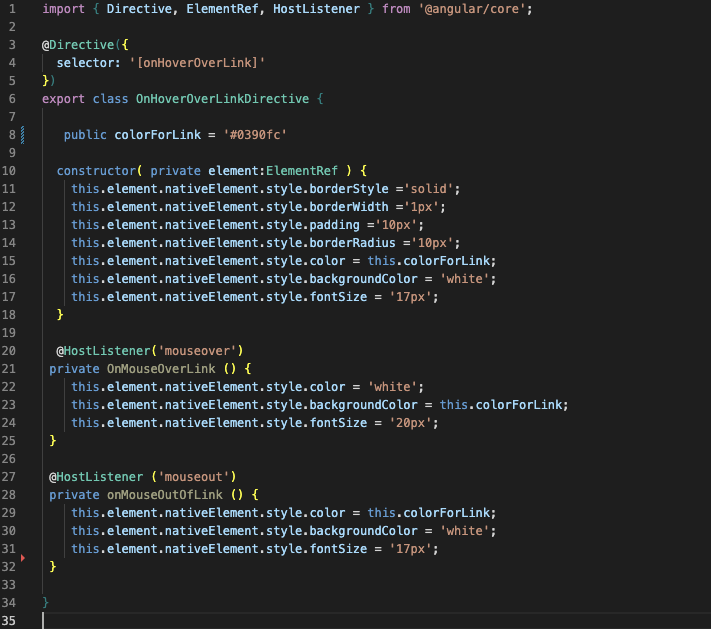 1 import { Directive, ElementRef, HostListener } from '@angular/core';
2
3 @Directive({
4 selector: '[onHoverOverLink]'
5 })
6 export class OnHoverOverLinkDirective {
7
8 public colorForLink = '#0390fc'
9
10 constructor( private element:ElementRef ) {
11 this.element.nativeElement.style.borderStyle ='solid';
12 this.element.nativeElement.style.borderWidth ='1px';
13 this.element.nativeElement.style.padding ='10px';
14 this.element.nativeElement.style.borderRadius ='10px';
15 this.element.nativeElement.style.color = this.colorForLink;
16 this.element.nativeElement.style.backgroundColor = 'white';
17 this.element.nativeElement.style.fontSize = '17px';
18 }
19
20 @HostListener('mouseover')
21 private OnMouseOverLink () {
22 this.element.nativeElement.style.color = 'white';
23 this.element.nativeElement.style.backgroundColor = this.colorForLink;
24 this.element.nativeElement.style.fontSize = '20px';
25 }
26
27 @HostListener ('mouseout')
28 private onMouseOutOfLink () {
29 this.element.nativeElement.style.color = this.colorForLink;
30 this.element.nativeElement.style.backgroundColor = 'white';
31 this.element.nativeElement.style.fontSize = '17px';
32 }
33
34 }
35